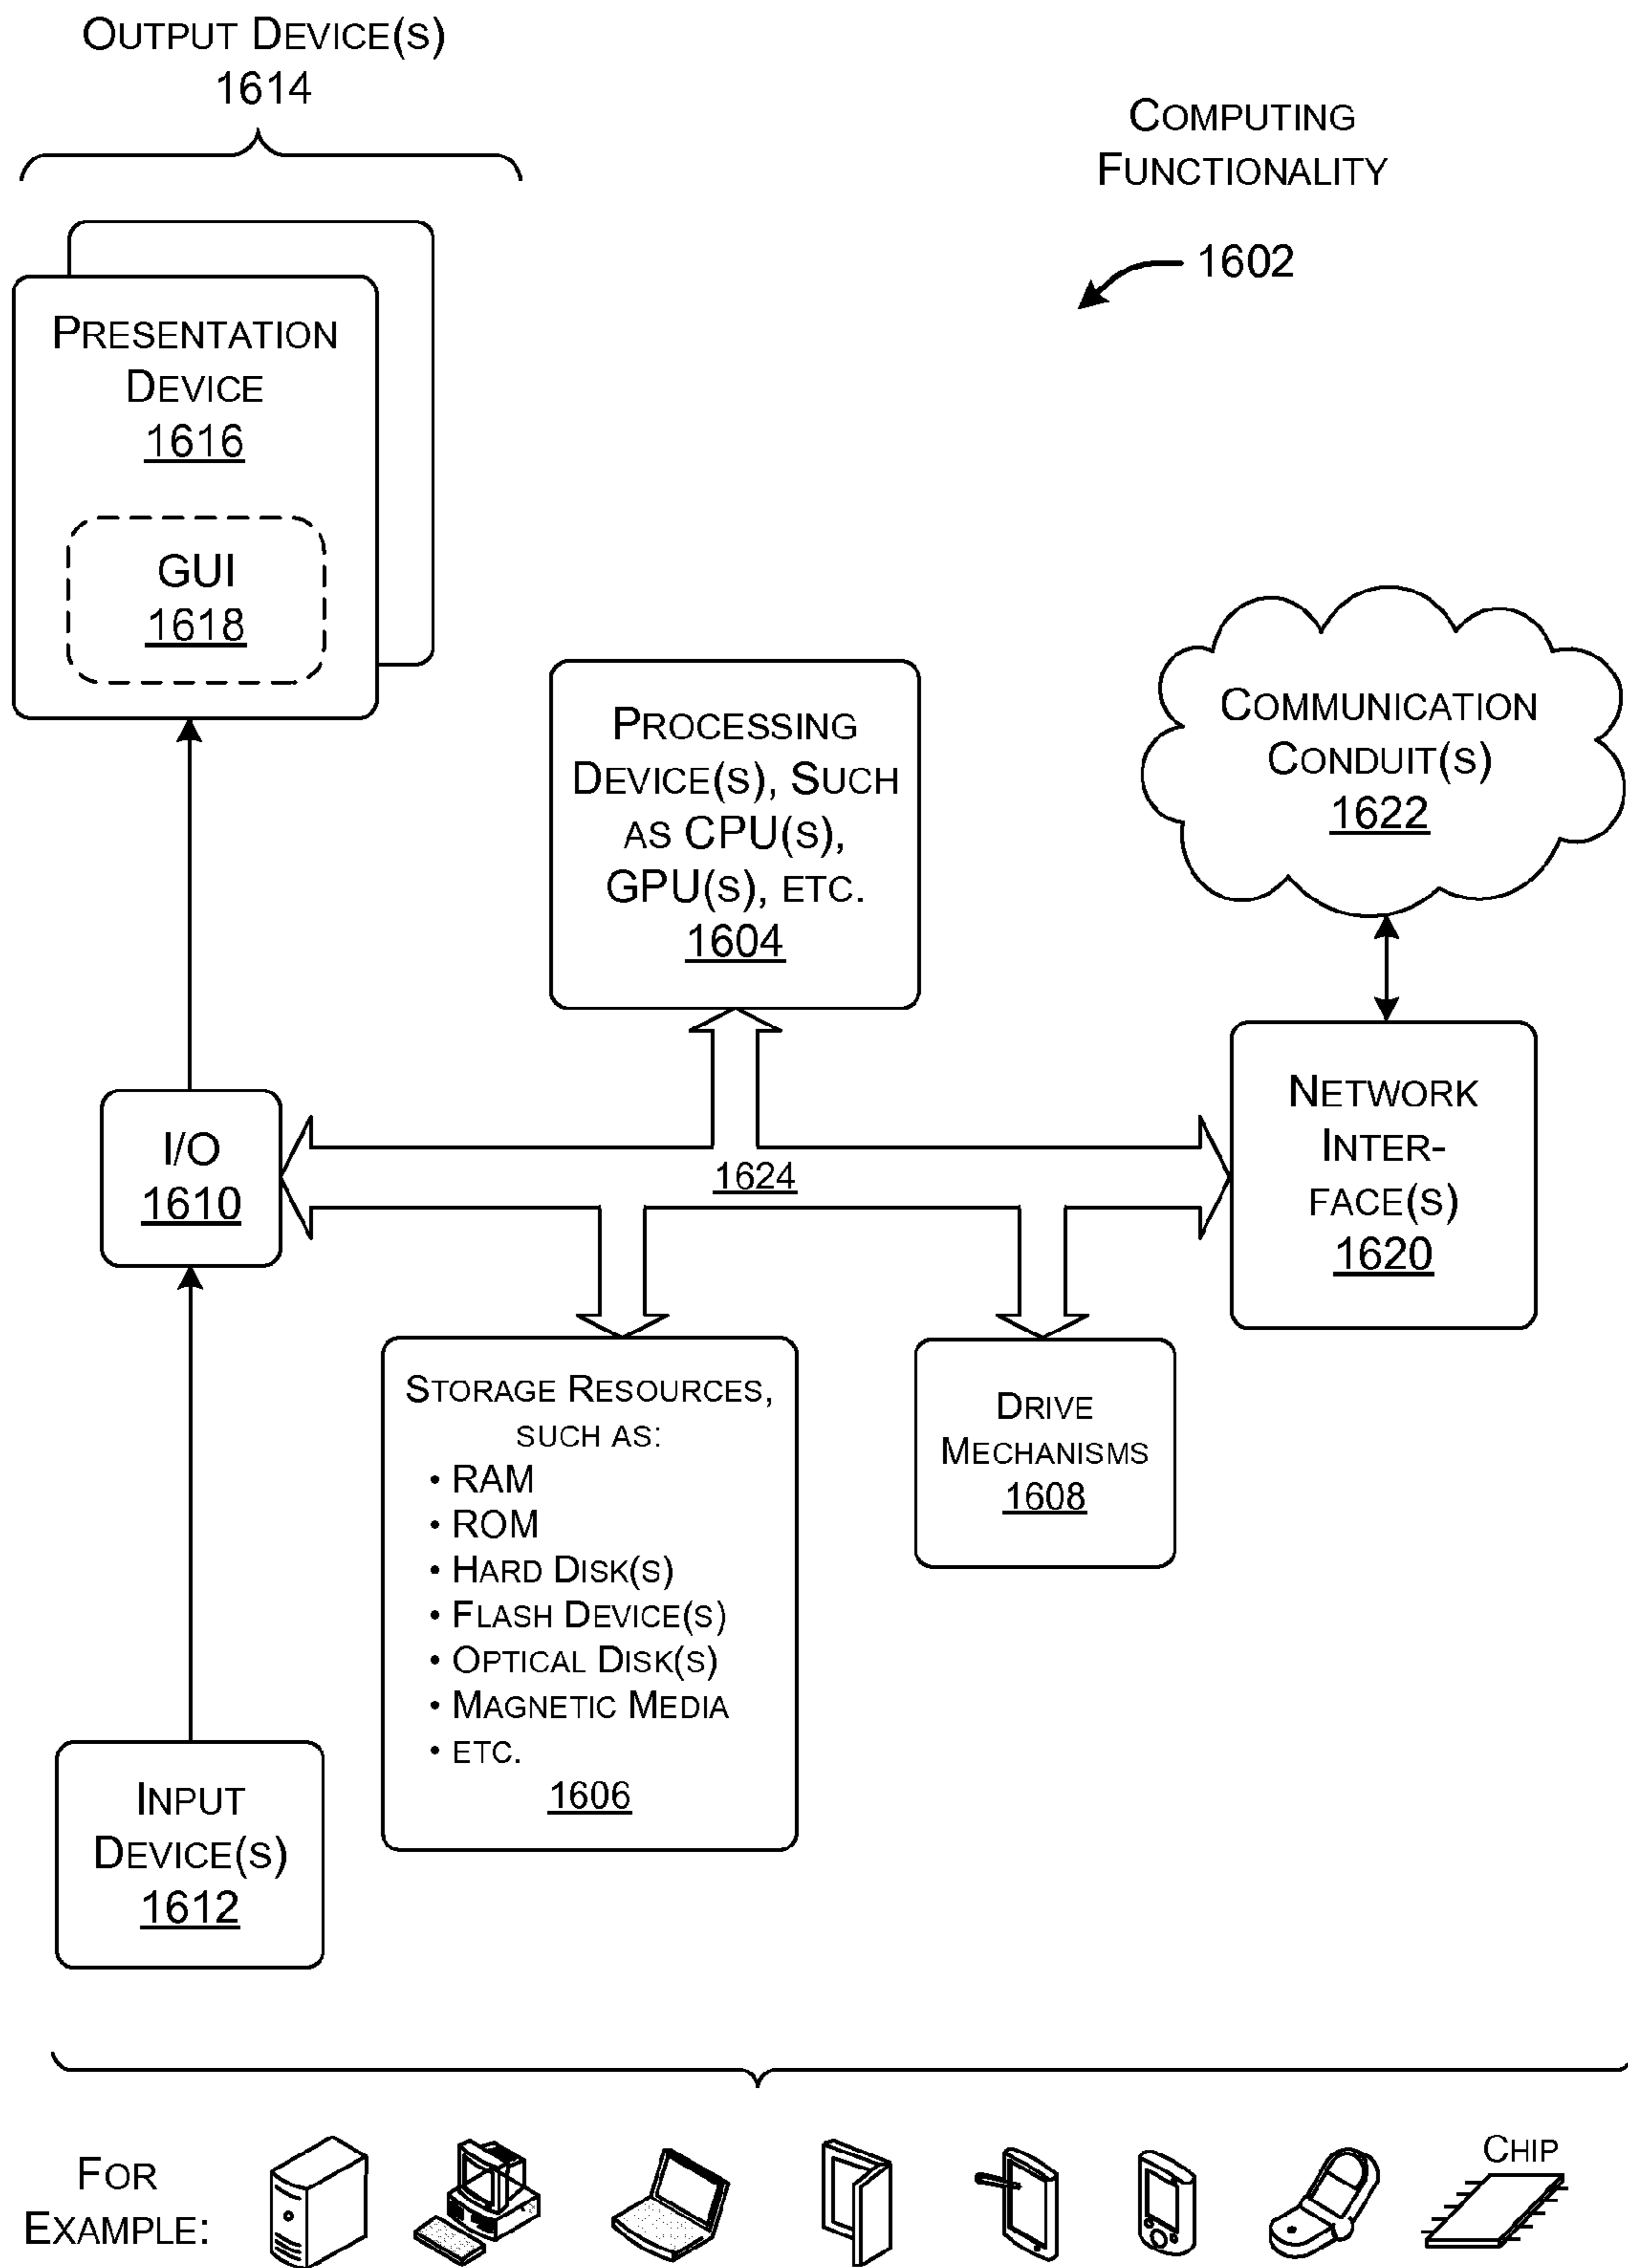 OUTPUT DEVICE(S)
1614
COMPUTING
FUNCTIONALITY
1602
PRESENTATION
DEVICE
1616
GUI
1618
PROCESSING
DEVICE(S), SUCH
AS CPU(S),
GPU(S), ETC.
1604
COMMUNICATION
CONDUIT(S)
1622
I/O
1610
1624
NETWORK
INTER-
FACE(S)
1620
STORAGE RESOURCES,
SUCH AS:
• RAM
• ROM
• HARD DISK(S)
• FLASH DEVICE(S)
• OPTICAL DISK(S)
• MAGNETIC MEDIA
• ETC.
1606
DRIVE
MECHANISMS
1608
INPUT
DEVICE(S)
1612
FOR
EXAMPLE:
CHIP